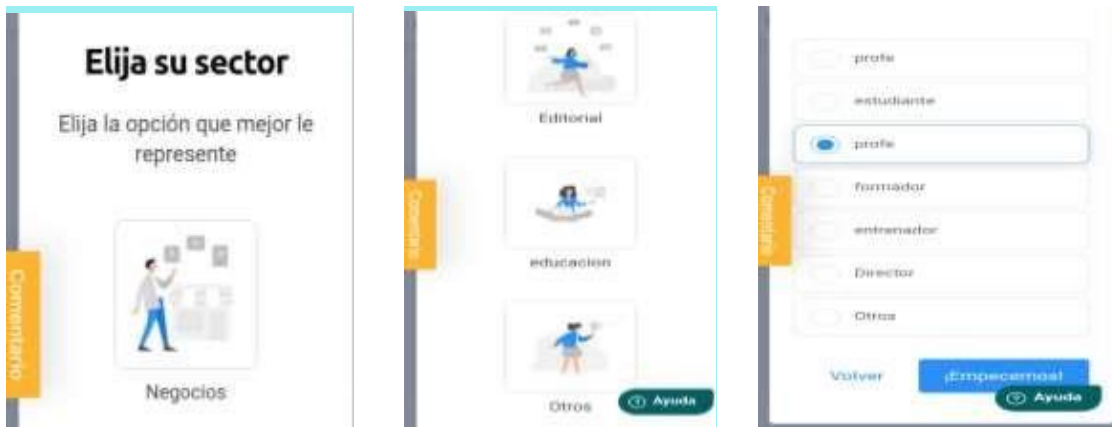 Elija su sector
Elija la opción que mejor le
represente
Comentario
Negocios
Editorial
Comentario
educacion
Otros
Ayuda
profe
estudiante
profe
formador
Comentario
entrenador
Director
Otros
Volver
¡Empecemos!
Ayuda